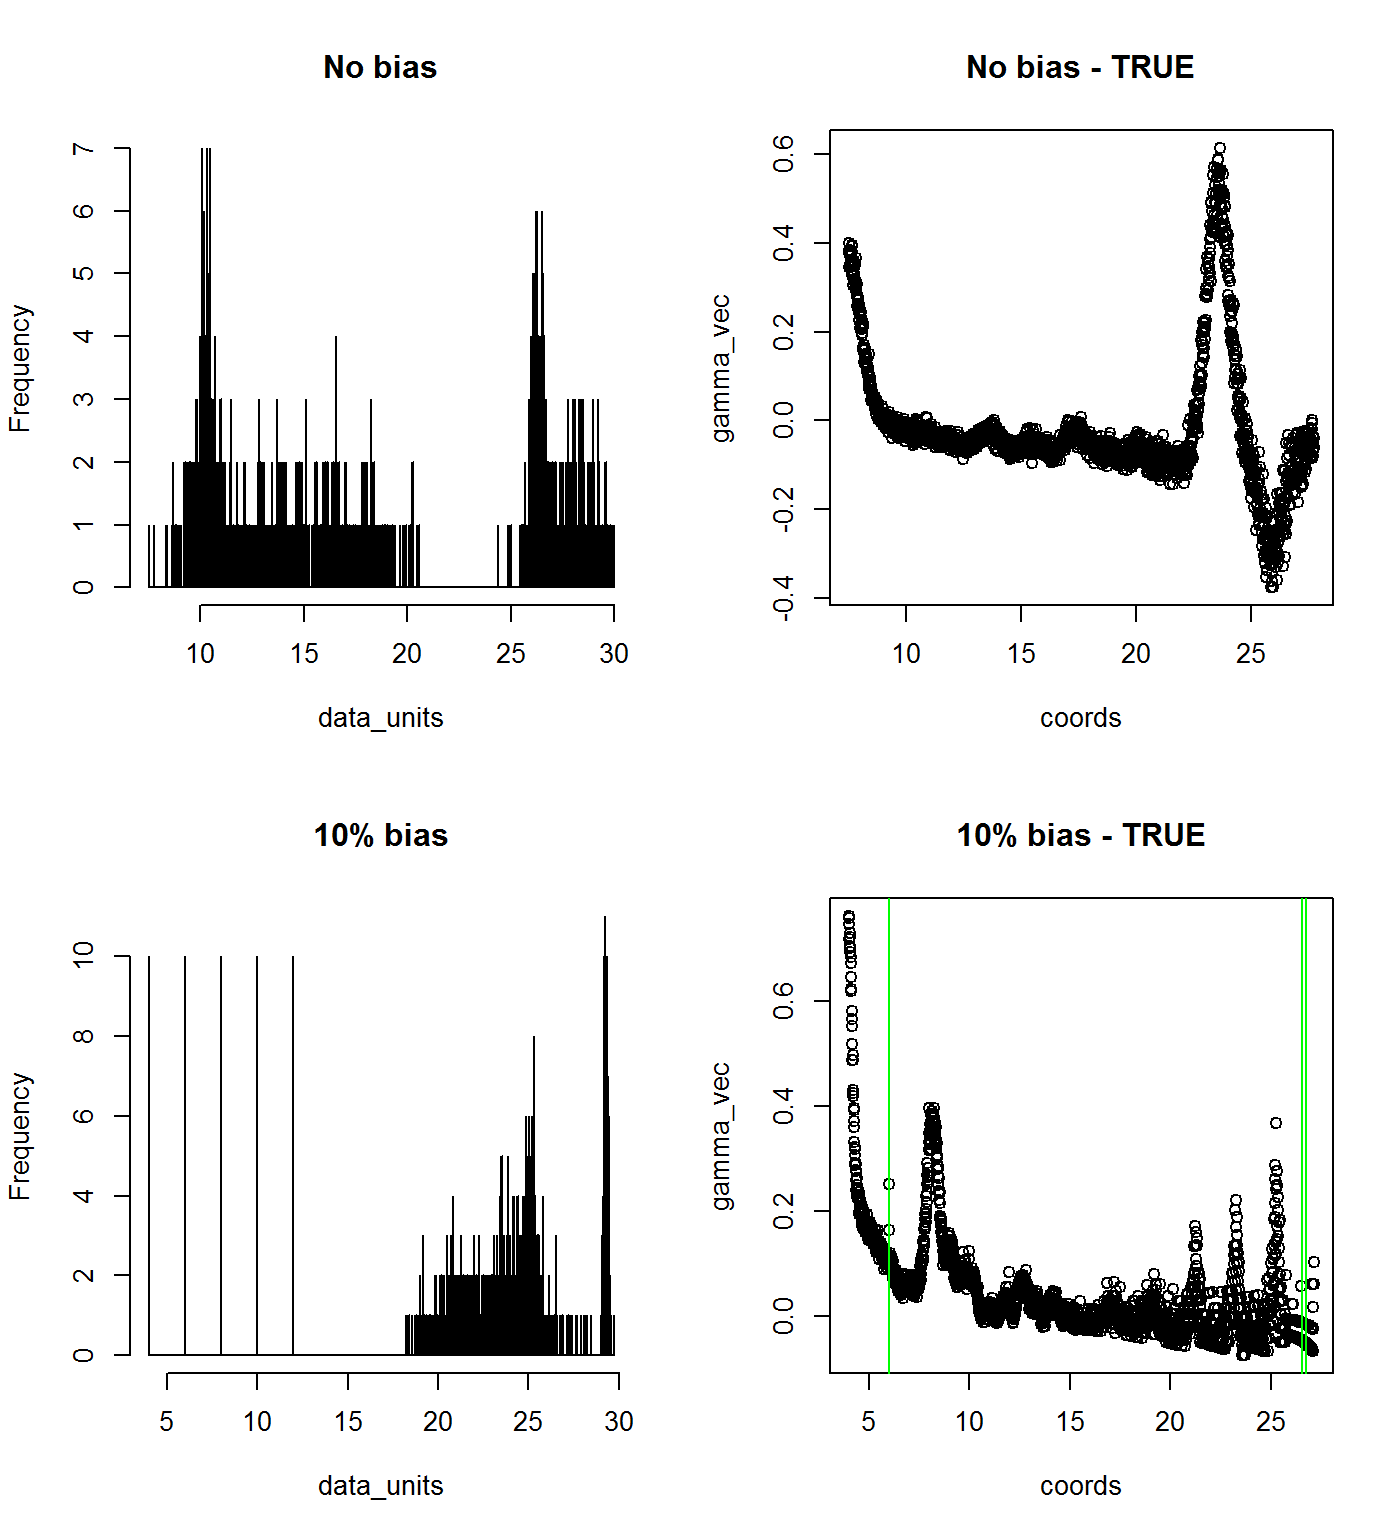 No bias
Frequency
0 1 2 3 4 5 6 7
10 15 20 25 30
data_units
No bias - TRUE
gamma_vec
-0.4 -0.2 0.0 0.2 0.4 0.6
10 15 20 25
coords
10% bias
Frequency
0 2 4 6 8 10
5 10 15 20 25 30
data_units
10% bias - TRUE
gamma_vec
0.0 0.2 0.4 0.6
5 10 15 20 25
coords